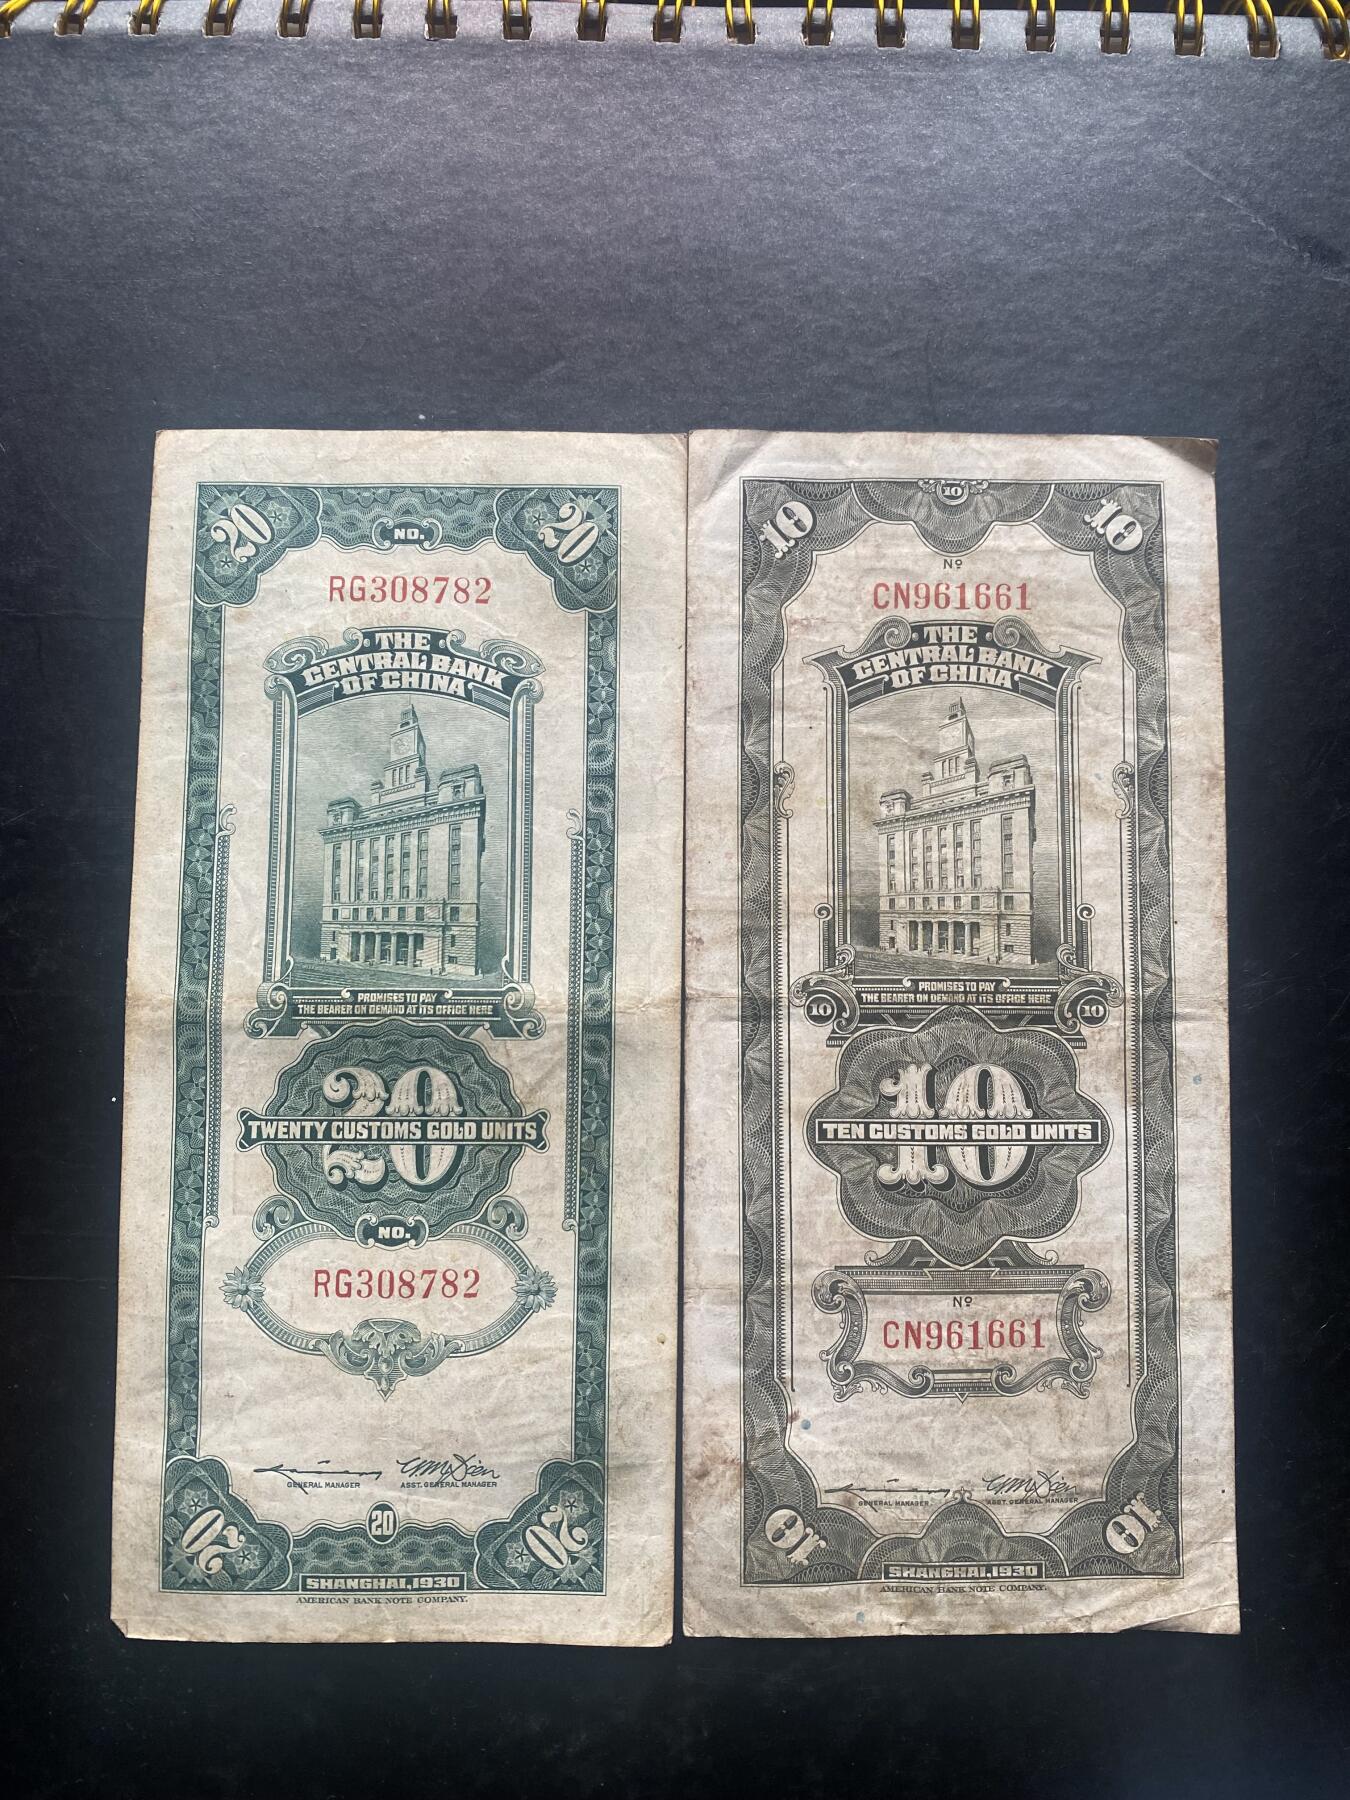 20
20
NO.
RG308782
THE
CENTRAL BANK
OF CHINA
PROMISES TO PAY
THE BEARER ON DEMAND AT ITS OFFICE HERE
20
TWENTY CUSTOMS GOLD UNITS
NO.
RG308782
GENERAL MANAGER
ASST. GENERAL MANAGER
20
20
20
SHANGHAI, 1930
AMERICAN BANK NOTE COMPANY.
10
10
10
Nº
CN961661
THE
CENTRAL BANK
OF CHINA
PROMISES TO PAY
THE BEARER ON DEMAND AT ITS OFFICE HERE
10
10
10
TEN CUSTOMS GOLD UNITS
Nº
CN961661
GENERAL MANAGER
ASST. GENERAL MANAGER
10
10
SHANGHAI, 1930
AMERICAN BANK NOTE COMPANY.